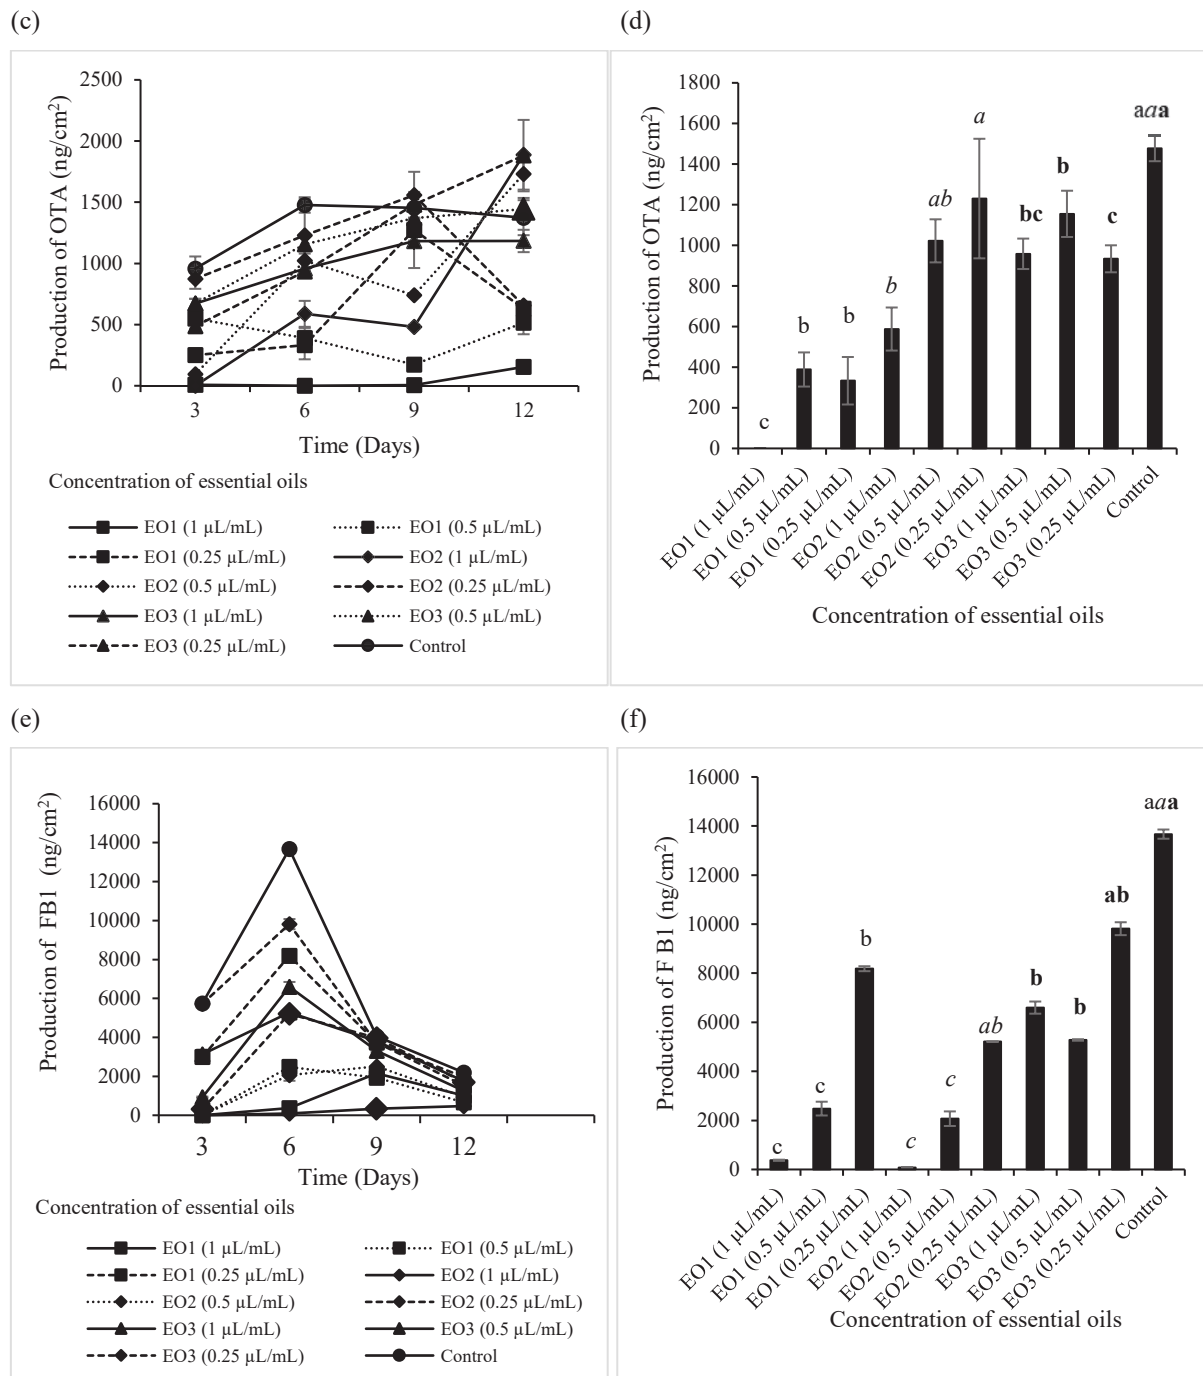 (c)
Production of OTA (ng/cm²)
2500
2000
1500
1000
500
0
3 6 9 12
Time (Days)
Concentration of essential oils
EO1 (1 µL/mL) EO1 (0.5 µL/mL)
EO1 (0.25 µL/mL) EO2 (1 µL/mL)
EO2 (0.5 µL/mL) EO2 (0.25 µL/mL)
EO3 (1 µL/mL) EO3 (0.5 µL/mL)
EO3 (0.25 µL/mL) Control
(d)
Production of OTA (ng/cm²)
1800
1600
1400
1200
1000
800
600
400
200
0
c b b b ab a bc b c aaa
EO1 (1 µL/mL)
EO1 (0.5 µL/mL)
EO1 (0.25 µL/mL)
EO2 (1 µL/mL)
EO2 (0.5 µL/mL)
EO2 (0.25 µL/mL)
EO3 (1 µL/mL)
EO3 (0.5 µL/mL)
EO3 (0.25 µL/mL)
Control
Concentration of essential oils
(e)
Production of FB1 (ng/cm²)
16000
14000
12000
10000
8000
6000
4000
2000
0
3 6 9 12
Time (Days)
Concentration of essential oils
EO1 (1 µL/mL) EO1 (0.5 µL/mL)
EO1 (0.25 µL/mL) EO2 (1 µL/mL)
EO2 (0.5 µL/mL) EO2 (0.25 µL/mL)
EO3 (1 µL/mL) EO3 (0.5 µL/mL)
EO3 (0.25 µL/mL) Control
(f)
Production of F B1 (ng/cm²)
16000
14000
12000
10000
8000
6000
4000
2000
0
c c b c c ab b b ab aaa
EO1 (1 µL/mL)
EO1 (0.5 µL/mL)
EO1 (0.25 µL/mL)
EO2 (1 µL/mL)
EO2 (0.5 µL/mL)
EO2 (0.25 µL/mL)
EO3 (1 µL/mL)
EO3 (0.5 µL/mL)
EO3 (0.25 µL/mL)
Control
Concentration of essential oils